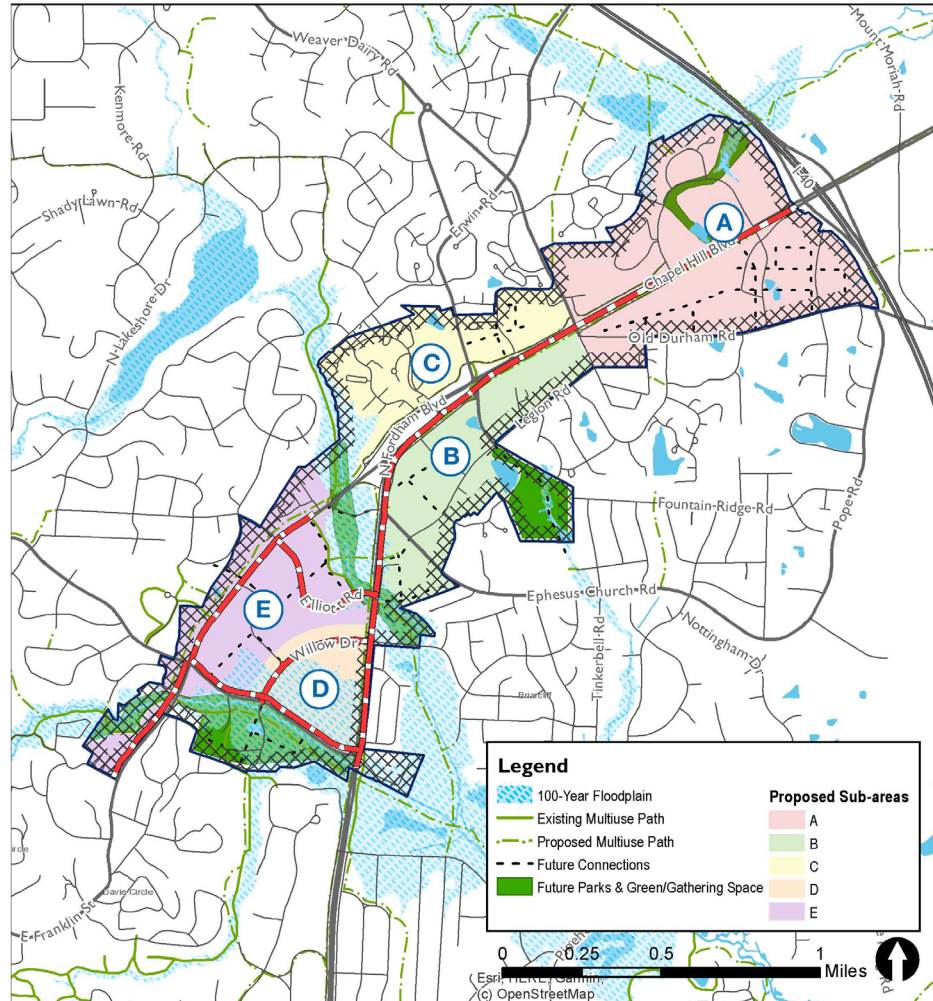 Weaver Dairy Rd
Mount-Moriah-Rd
Kenmore-Rd
I-40
Shady Lawn-Rd
Erwin-Rd
A
Chapel Hill Blvd
N-Lakeshore-Dr
C
Old Durham Rd
Legion Rd
N Fordham Blvd
B
Fountain-Ridge-Rd
Pope-Rd
E
Elliott Rd
Ephesus Church Rd
Willow Dr
Nottingham-Dr
D
Briarcliff
Tinkerbell-Rd
Legend
100-Year Floodplain
Existing Multiuse Path
Proposed Multiuse Path
Future Connections
Future Parks & Green/Gathering Space
Proposed Sub-areas
A
B
C
D
E
Davie Circle
E Franklin St
0 0.25 0.5 1
Miles
Esri, HERE, Garmin,
(c) OpenStreetMap